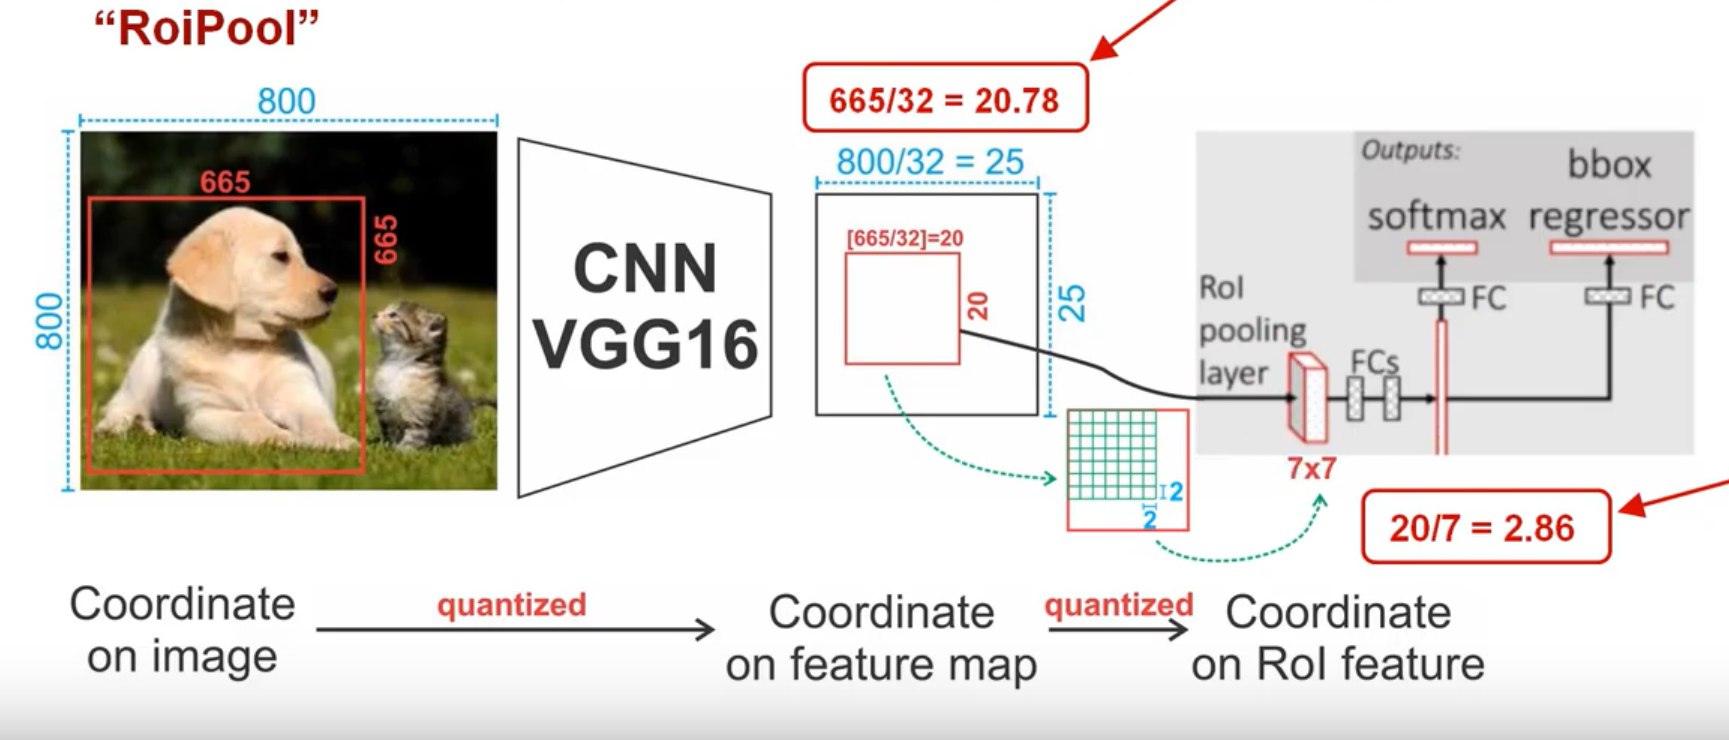 “RoiPool”
665/32 = 20.78
800
800/32 = 25
665
665
800
CNN
VGG16
[665/32]=20
20
25
Outputs:
bbox
softmax regressor
RoI
pooling
layer
FC
FC
FCs
7x7
2
2
20/7 = 2.86
Coordinate
on image
quantized
Coordinate
on feature map
quantized
Coordinate
on RoI feature